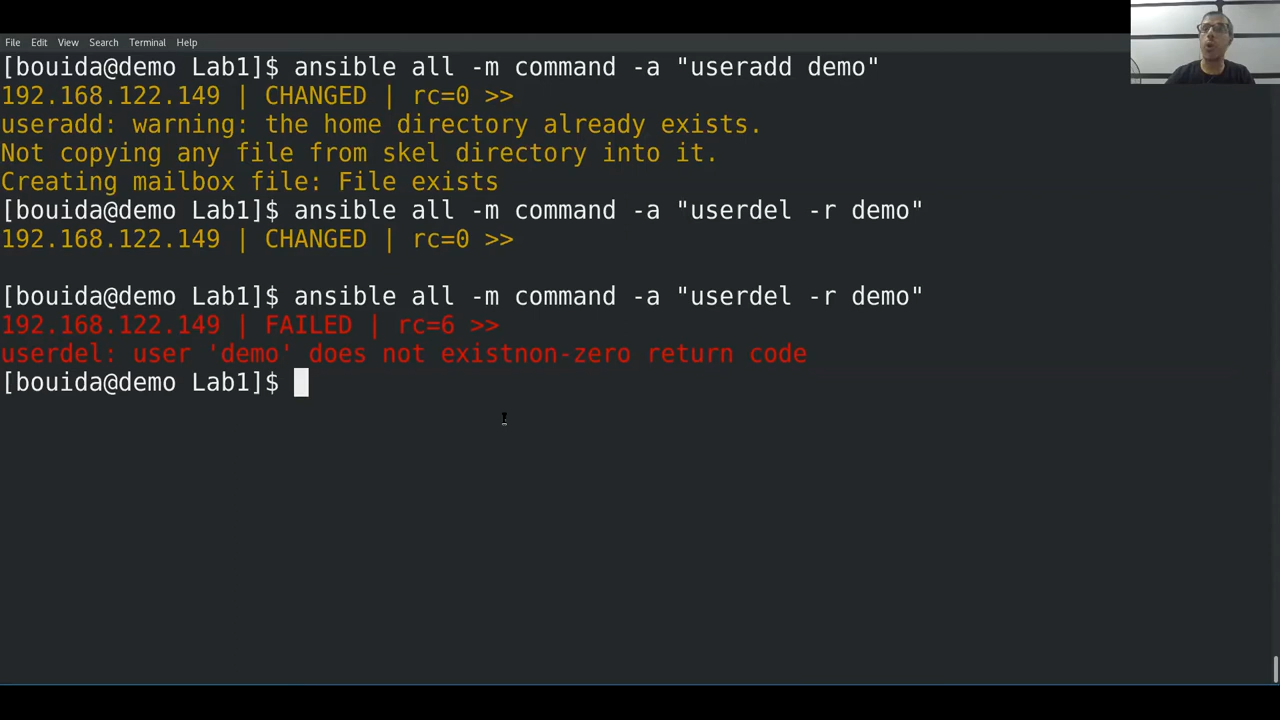 File Edit View Search Terminal Help
[bouida@demo Lab1]$ ansible all -m command -a "useradd demo"
192.168.122.149 | CHANGED | rc=0 >>
useradd: warning: the home directory already exists.
Not copying any file from skel directory into it.
Creating mailbox file: File exists
[bouida@demo Lab1]$ ansible all -m command -a "userdel -r demo"
192.168.122.149 | CHANGED | rc=0 >>
[bouida@demo Lab1]$ ansible all -m command -a "userdel -r demo"
192.168.122.149 | FAILED | rc=6 >>
userdel: user 'demo' does not existnon-zero return code
[bouida@demo Lab1]$